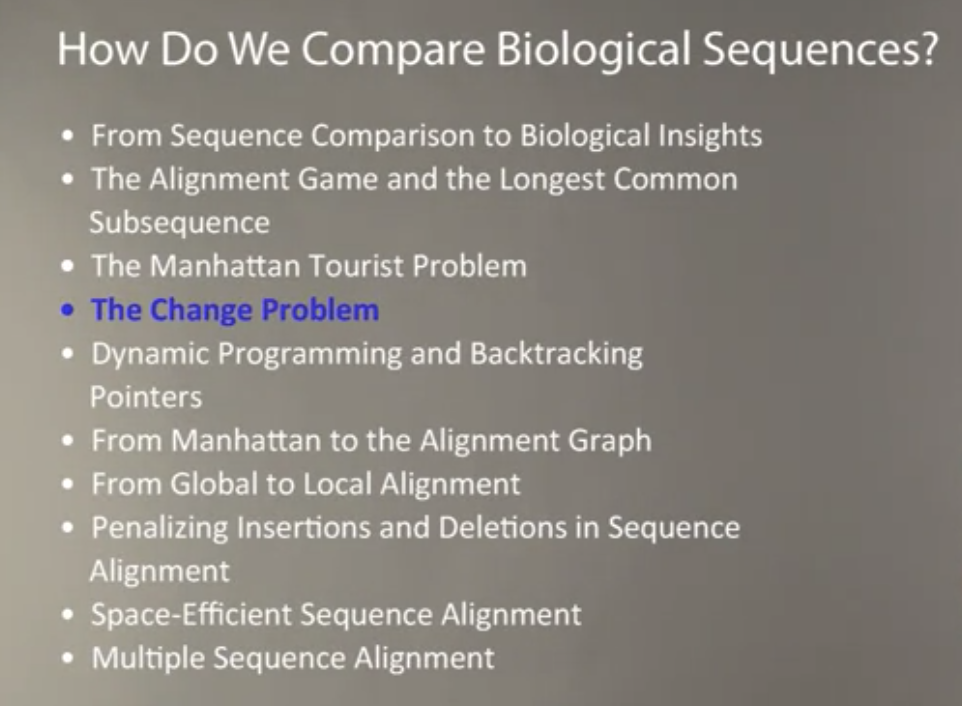 How Do We Compare Biological Sequences?
• From Sequence Comparison to Biological Insights
• The Alignment Game and the Longest Common
Subsequence
• The Manhattan Tourist Problem
• The Change Problem
• Dynamic Programming and Backtracking
Pointers
• From Manhattan to the Alignment Graph
• From Global to Local Alignment
• Penalizing Insertions and Deletions in Sequence
Alignment
• Space-Efficient Sequence Alignment
• Multiple Sequence Alignment